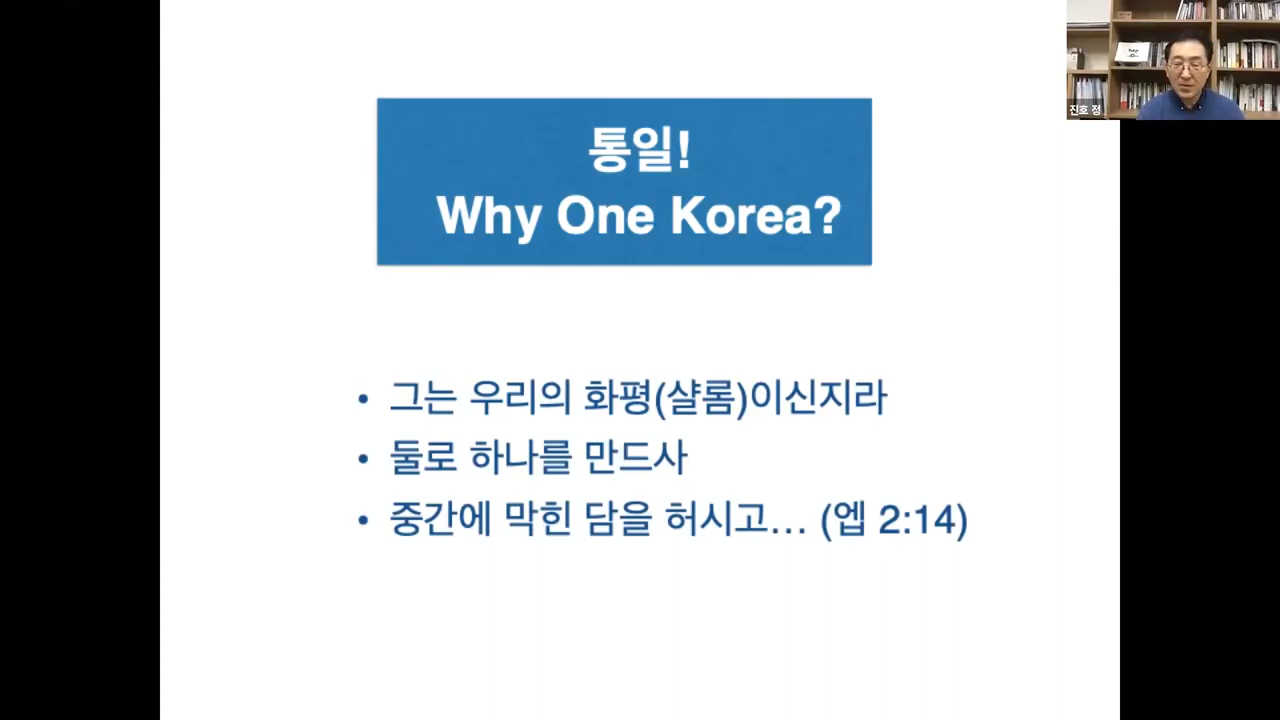 통일!
Why One Korea?
• 그는 우리의 화평(샬롬)이신지라
• 둘로 하나를 만드사
• 중간에 막힌 담을 허시고... (엡 2:14)
진호 정